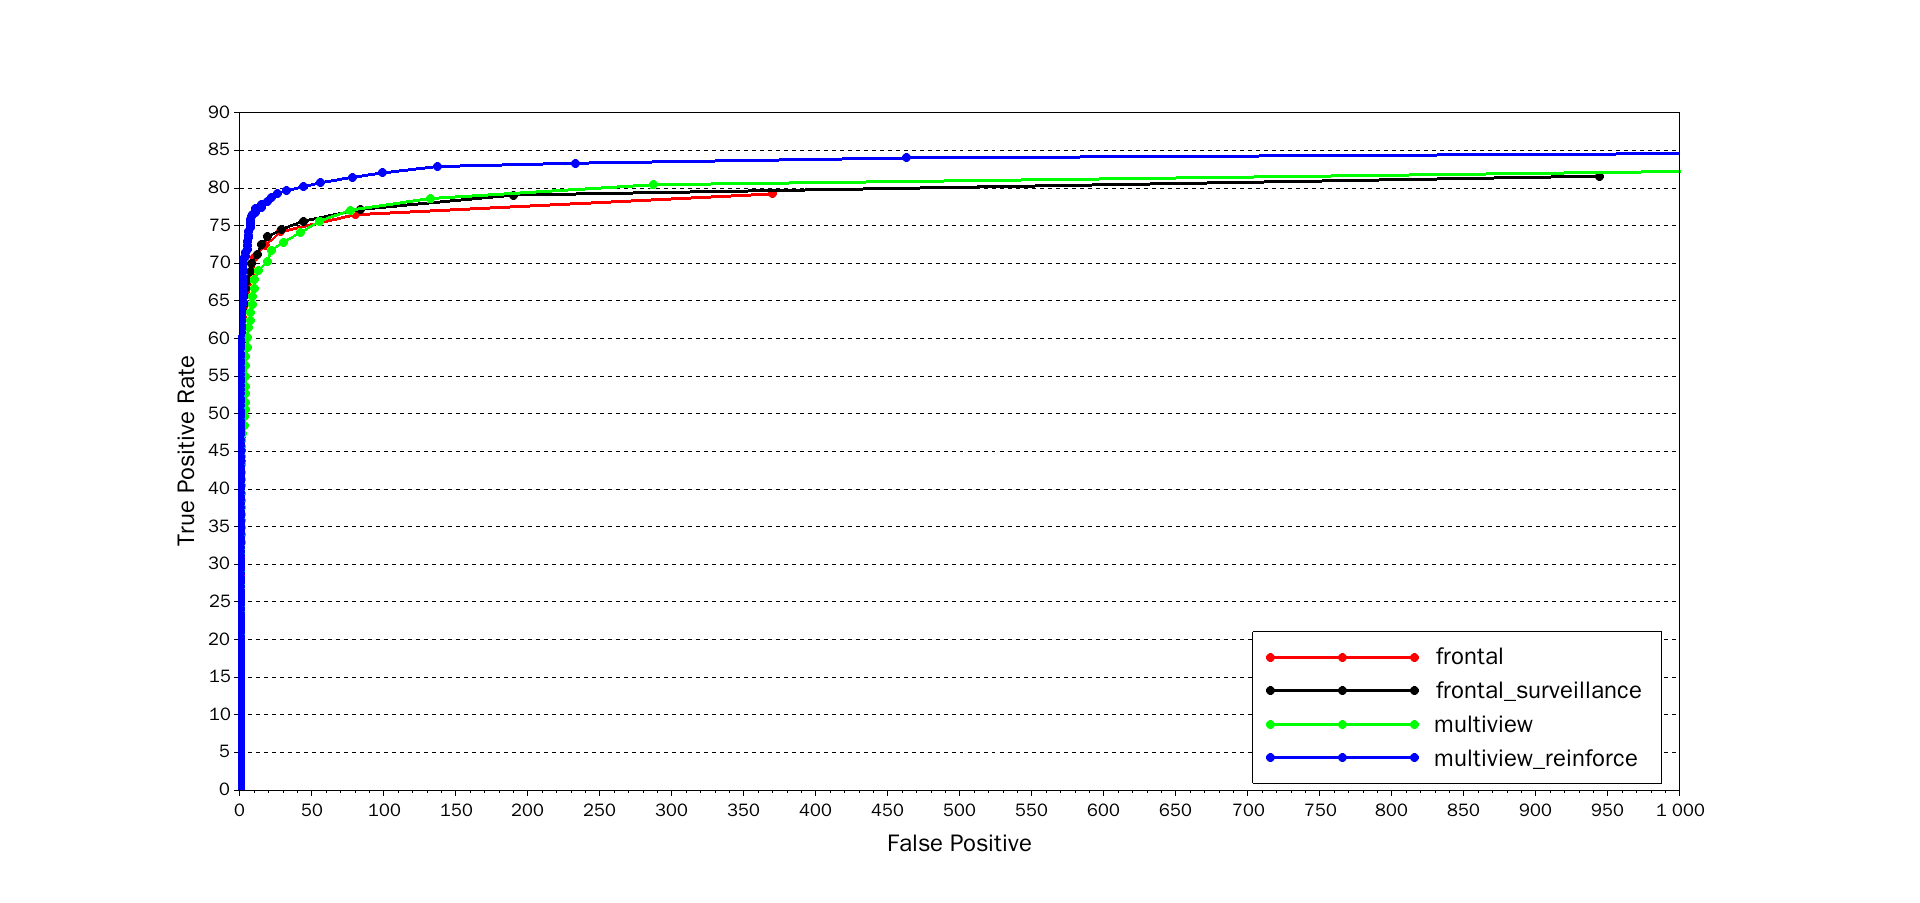 90
85
80
75
70
65
60
55
50
45
40
35
30
25
20
15
10
5
0
True Positive Rate
0 50 100 150 200 250 300 350 400 450 500 550 600 650 700 750 800 850 900 950 1 000
False Positive
frontal
frontal_surveillance
multiview
multiview_reinforce